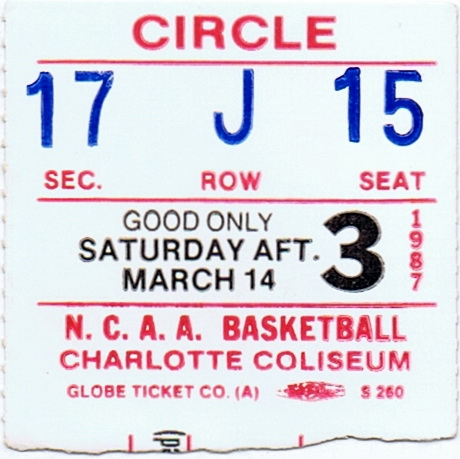 CIRCLE
17 J 15
SEC. ROW SEAT
GOOD ONLY
SATURDAY AFT.
MARCH 14
3
1987
N.C.A.A. BASKETBALL
CHARLOTTE COLISEUM
GLOBE TICKET CO. (A) S 260